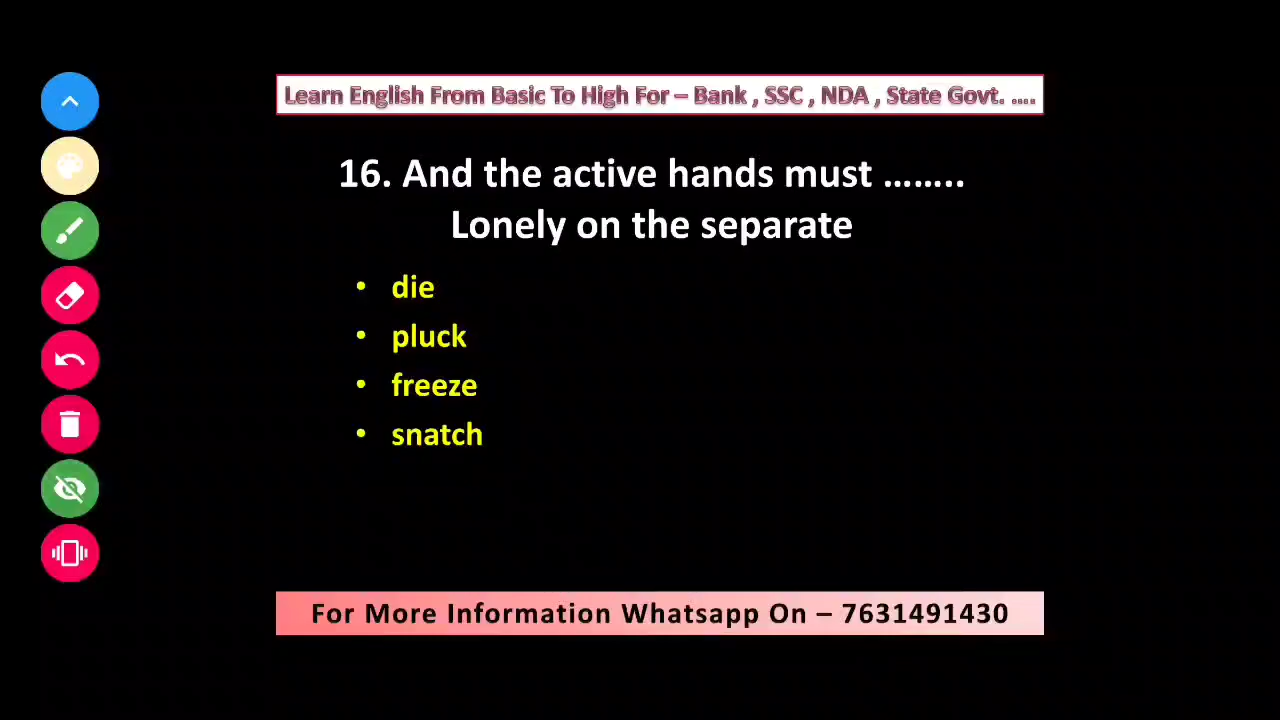 Learn English From Basic To High For – Bank , SSC , NDA , State Govt. ....
16. And the active hands must ........
Lonely on the separate
• die
• pluck
• freeze
• snatch
For More Information Whatsapp On – 7631491430